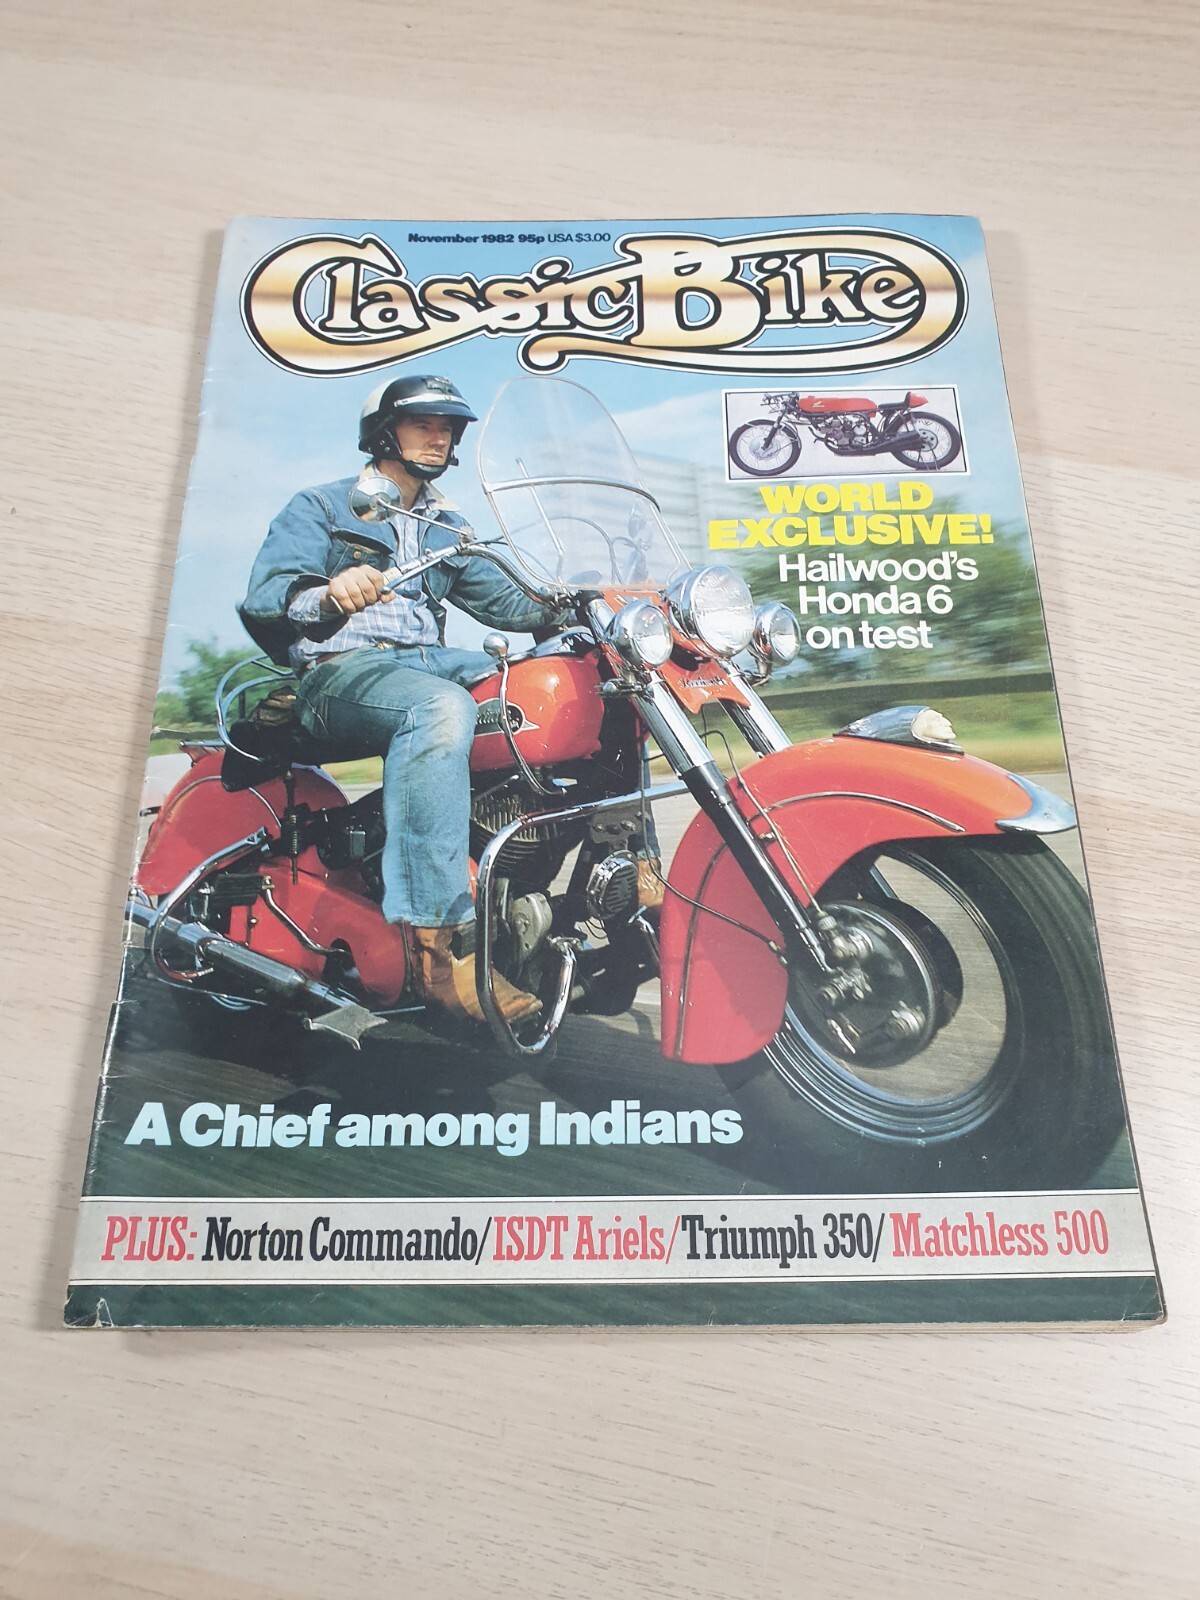 November 1982 95p USA $3.00
Classic Bike
WORLD
EXCLUSIVE!
Hailwood's
Honda 6
on test
A Chief among Indians
PLUS: Norton Commando/ISDT Ariels/Triumph 350/Matchless 500